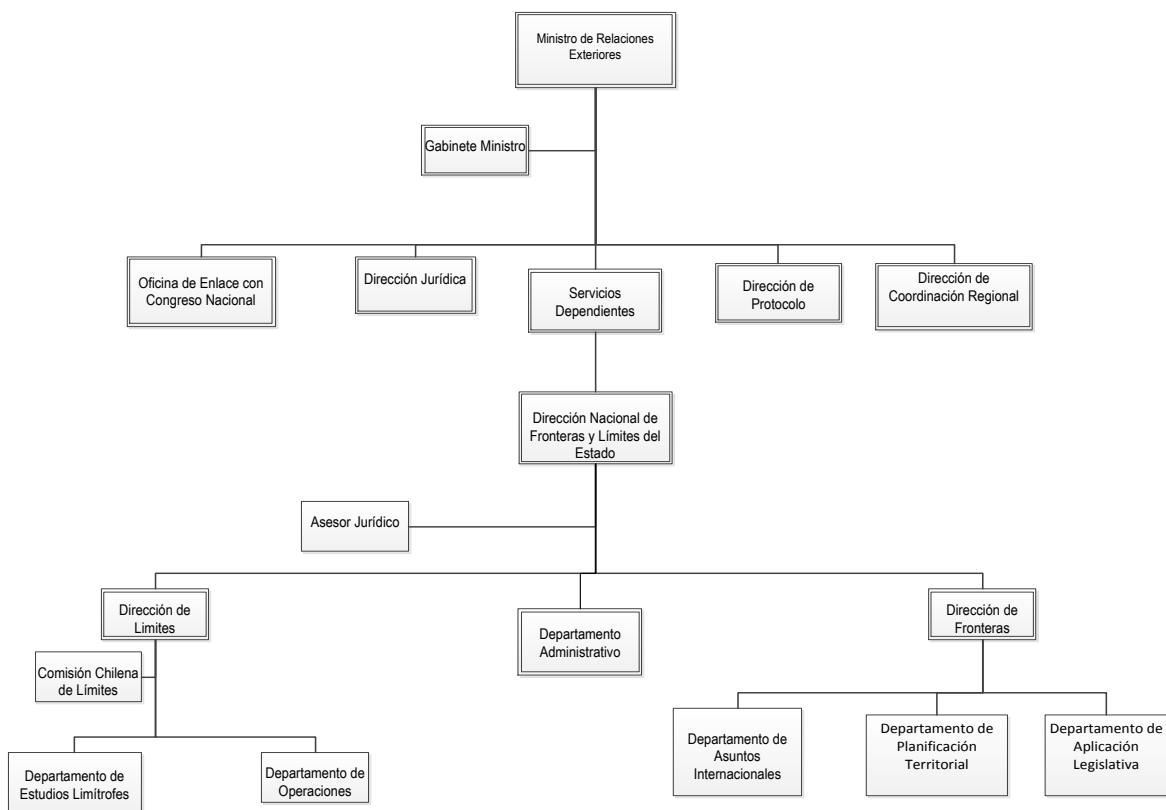 Ministro de Relaciones
Exteriores
Gabinete Ministro
Oficina de Enlace con
Congreso Nacional
Dirección Jurídica
Servicios
Dependientes
Dirección de
Protocolo
Dirección de
Coordinación Regional
Dirección Nacional de
Fronteras y Límites del
Estado
Asesor Jurídico
Dirección de
Limites
Departamento
Administrativo
Dirección de
Fronteras
Comisión Chilena
de Límites
Departamento de
Estudios Limítrofes
Departamento de
Operaciones
Departamento de
Asuntos
Internacionales
Departamento de
Planificación
Territorial
Departamento de
Aplicación
Legislativa